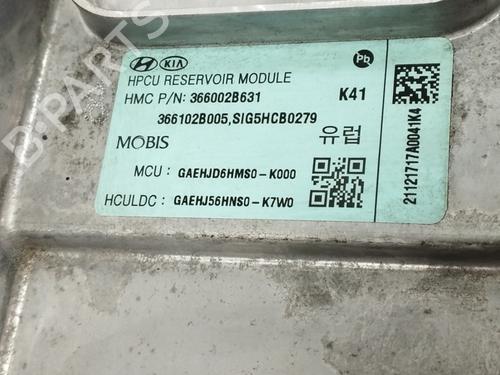 HYUNDAI KIA Pb
HPCU RESERVOIR MODULE
HMC P/N: 366002B631 K41
366102B005,SIG5HCB0279
MOBIS 유럽
MCU : GAEHJD6HMS0-K000
HCULDC: GAEHJ56HNS0-K7W0
21121717A0041K4
B-PARTS